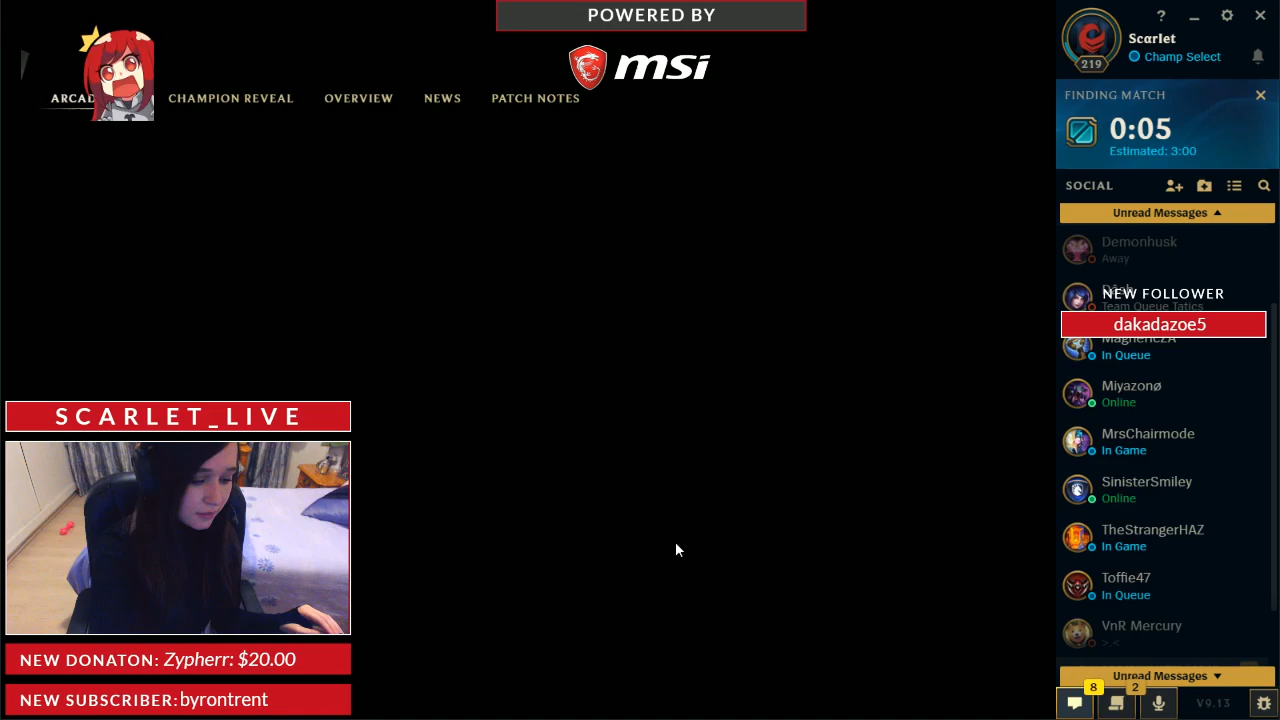 POWERED BY
msi
ARCAD
CHAMPION REVEAL
OVERVIEW
NEWS
PATCH NOTES
SCARLET_LIVE
NEW DONATON: Zypherr: $20.00
NEW SUBSCRIBER: byrontrent
?
219
Scarlet
Champ Select
FINDING MATCH
0:05
Estimated: 3:00
SOCIAL
Unread Messages
Demonhusk
Away
NEW FOLLOWER
Team Queue Tatics
dakadazoe5
In Queue
Miyazonø
Online
MrsChairmode
In Game
SinisterSmiley
Online
TheStrangerHAZ
In Game
Toffie47
In Queue
VnR Mercury
>.<
Unread Messages
8
2
V9.13